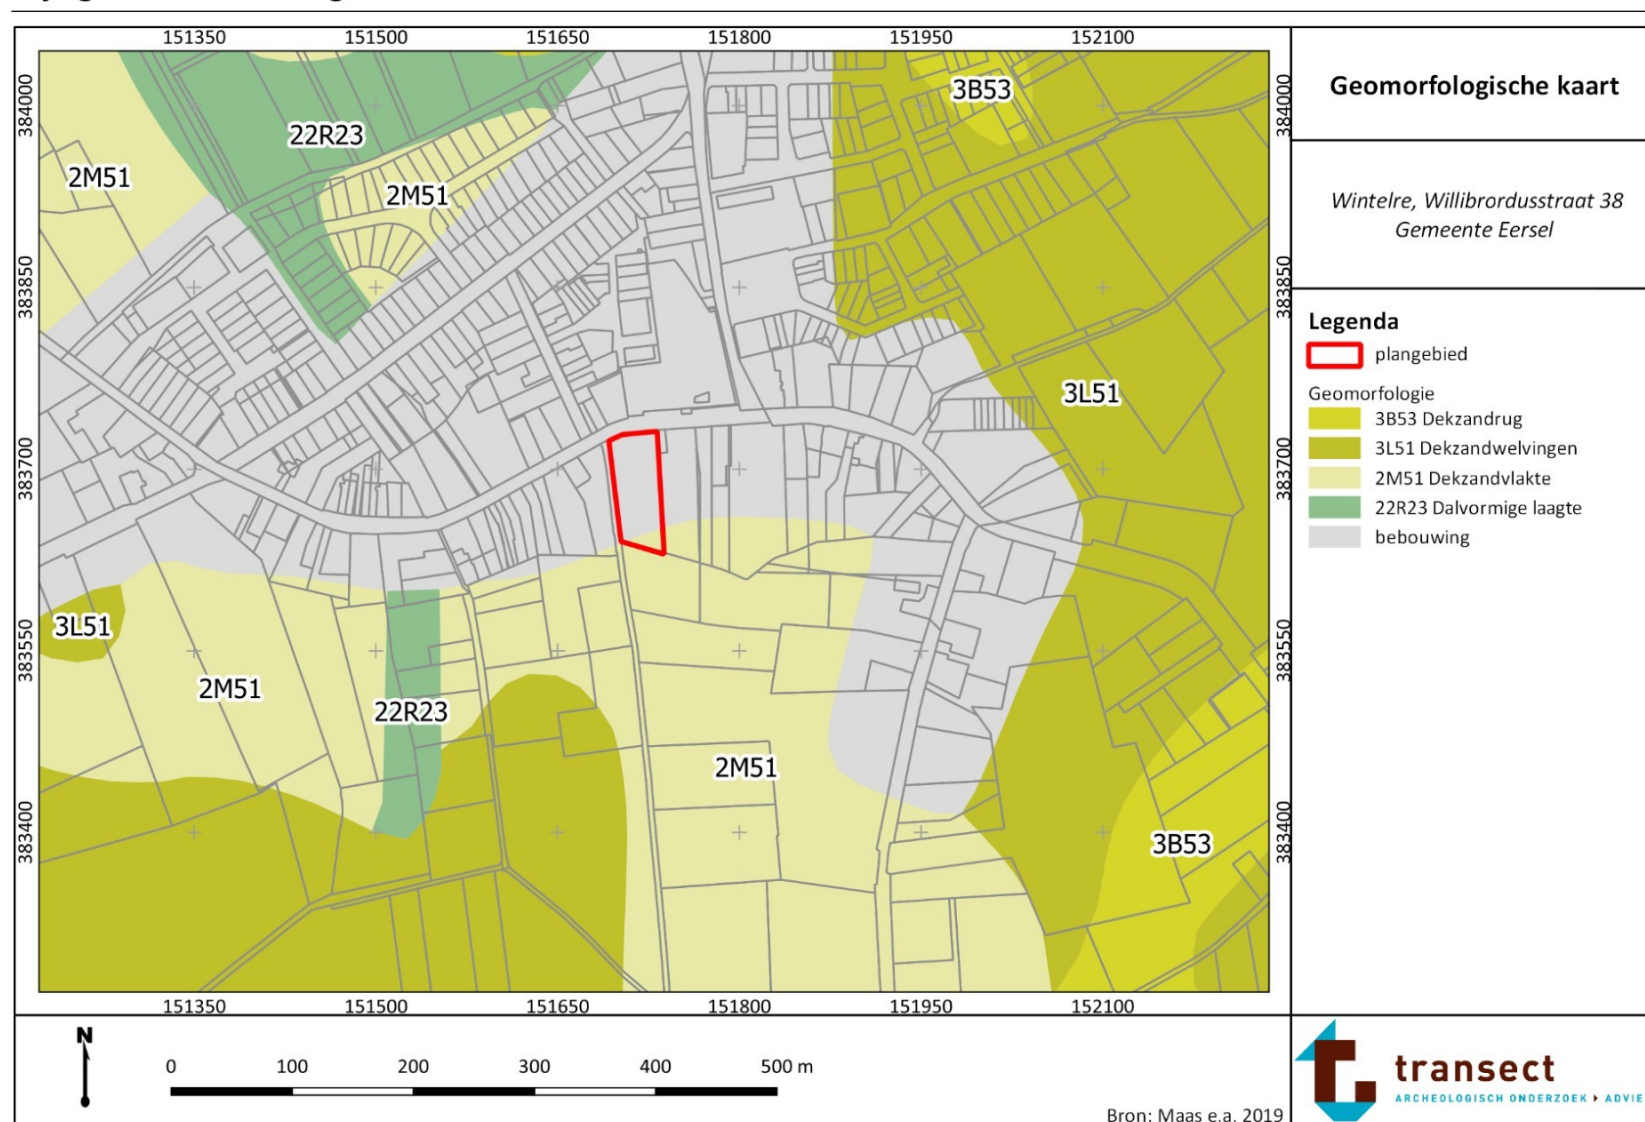 151350 151500 151650 151800 151950 152100
384000
383850
383700
383550
383400
384000
383850
383700
383550
383400
3B53
22R23
2M51
2M51
3L51
3L51
2M51
22R23
2M51
3B53
151350 151500 151650 151800 151950 152100
Geomorfologische kaart
Wintelre, Willibrordusstraat 38
Gemeente Eersel
Legenda
plangebied
Geomorfologie
3B53 Dekzandrug
3L51 Dekzandwelvingen
2M51 Dekzandvlakte
22R23 Dalvormige laagte
bebouwing
N
0 100 200 300 400 500 m
Bron: Maas e.a. 2019
transect
ARCHEOLOGISCH ONDERZOEK ADVIE